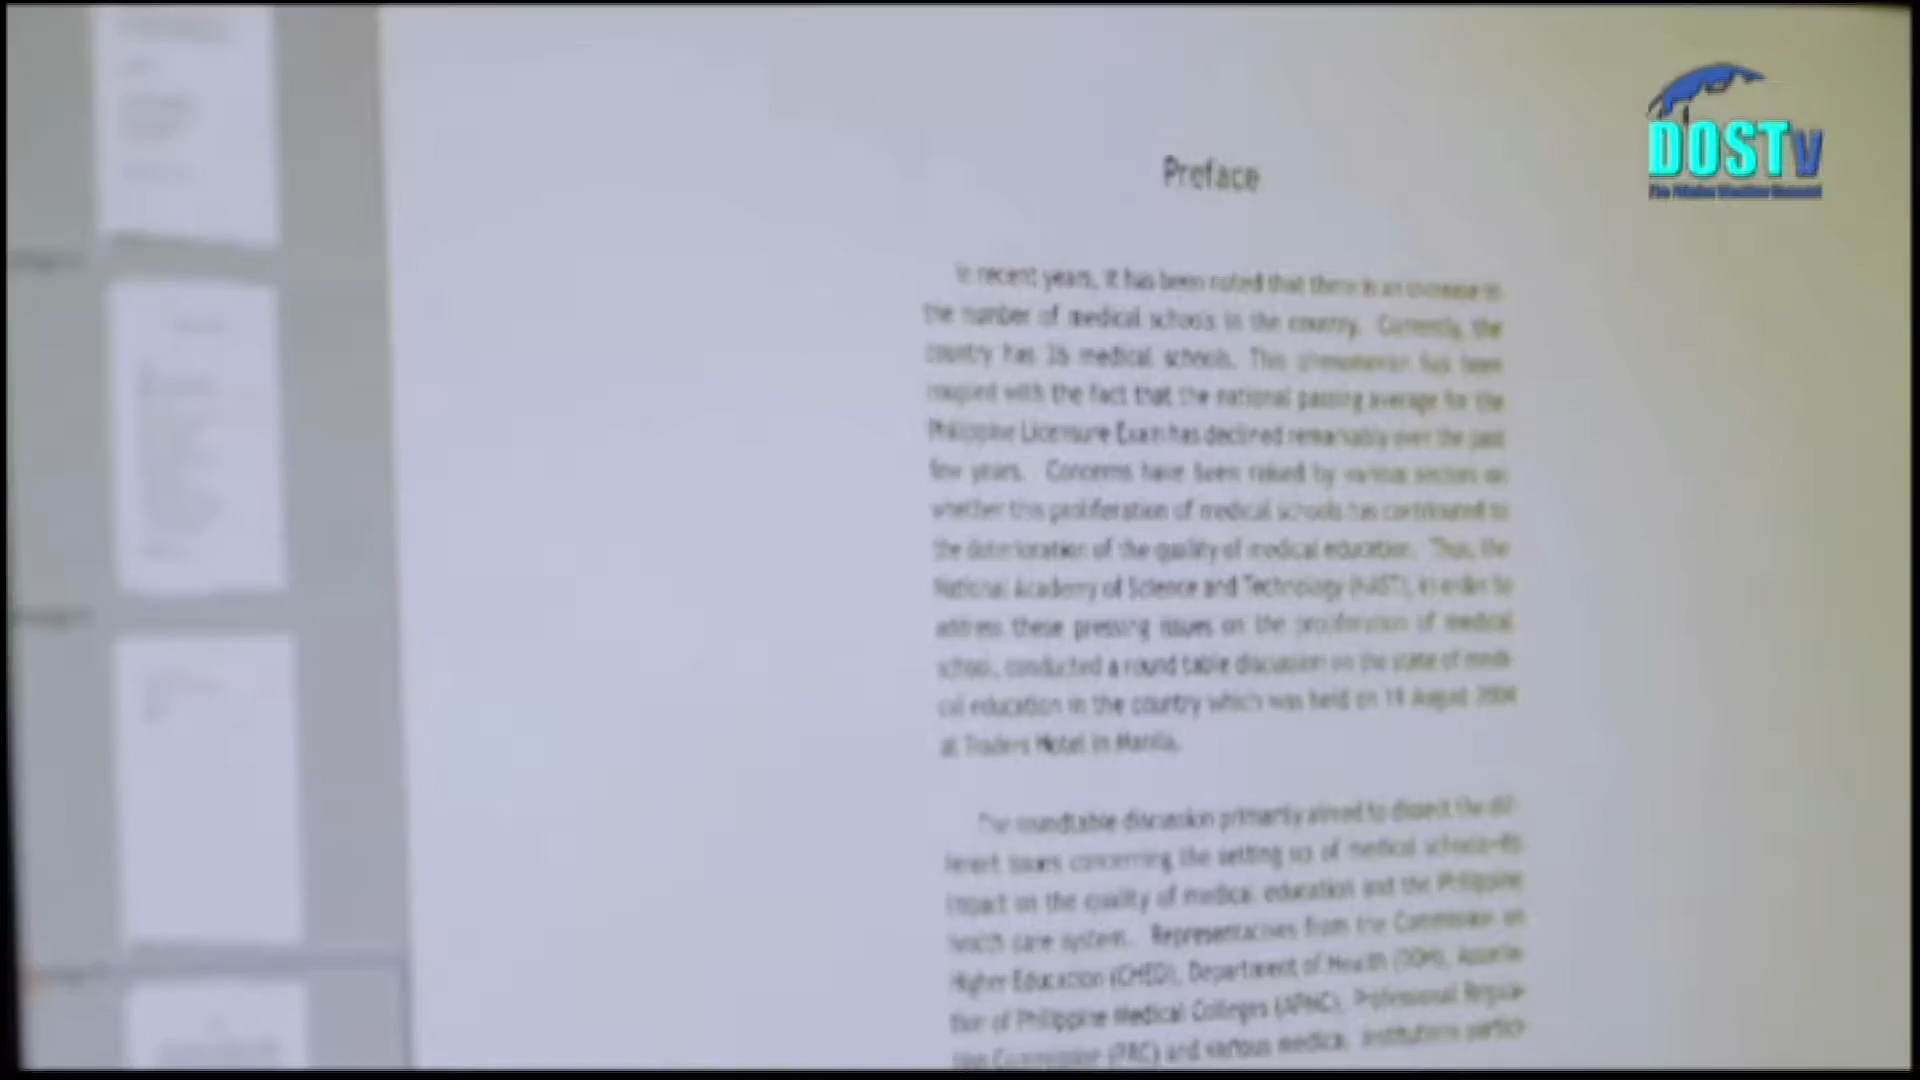 DOSTv
Preface
In recent years, it has been noted that there is an increase in
the number of medical schools in the country. Currently, the
country has 36 medical schools. This phenomenon has been
coupled with the fact that the national passing average for the
Philippine Licensure Exam has declined remarkably over the past
few years. Concerns have been raised by various sectors on
whether this proliferation of medical schools has contributed to
the deterioration of the quality of medical education. Thus, the
National Academy of Science and Technology (NAST), in order to
address these pressing issues on the proliferation of medical
school, conducted a round table discussion on the state of medi-
cal education in the country which was held on August 2004
at Traders Hotel in Manila.
The roundtable discussion primarily aimed to dissect the dif-
ferent issues concerning the setting up of medical schools-its
impact on the quality of medical education and the Philippine
health care system. Representatives from the Commission on
Higher Education (CHED), Department of Health (DOH), Associa-
tion of Philippine Medical Colleges (APMC), Professional Regula-
tion Commission (PRC) and various medical institutions partici-